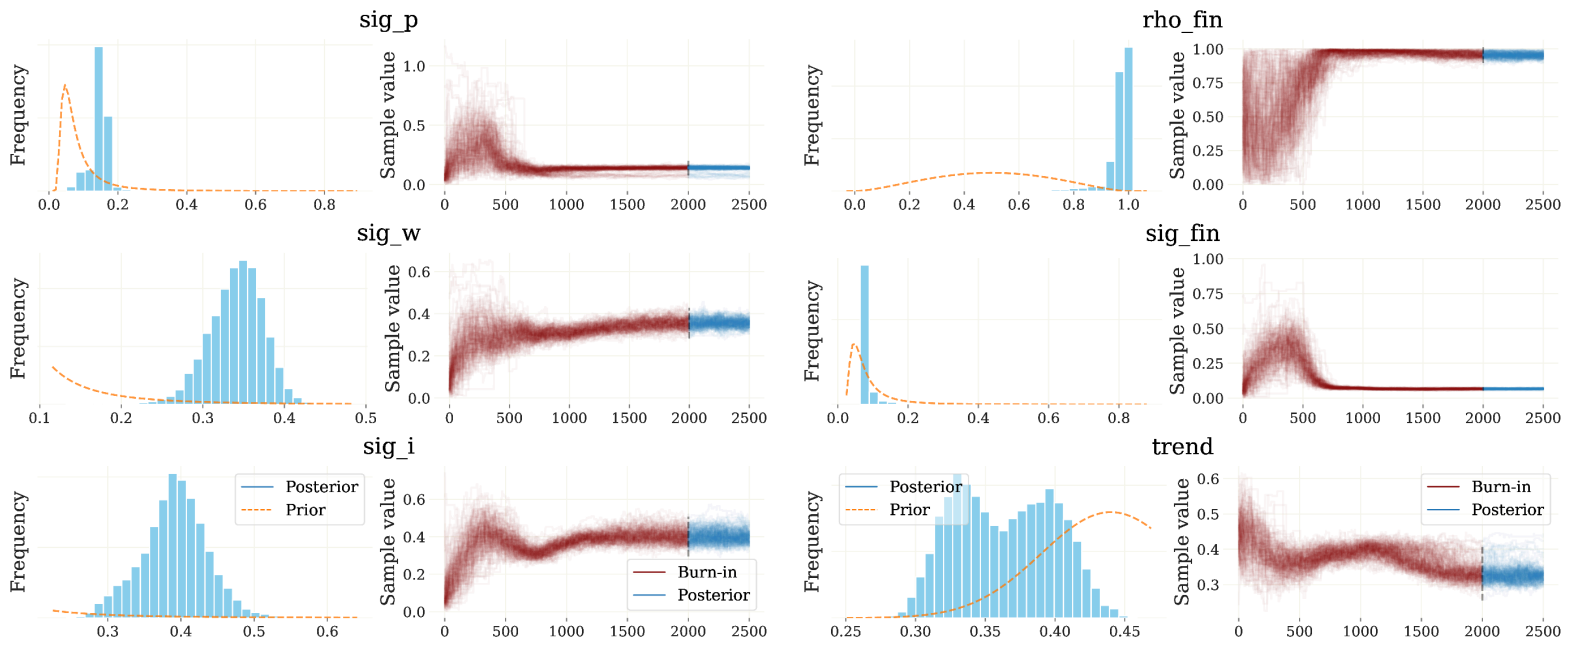 sig_p
rho_fin
Frequency
0.0 0.2 0.4 0.6 0.8
Sample value
1.0
0.5
0.0
0 500 1000 1500 2000 2500
Frequency
0.0 0.2 0.4 0.6 0.8 1.0
Sample value
1.00
0.75
0.50
0.25
0.00
0 500 1000 1500 2000 2500
sig_w
sig_fin
Frequency
0.1 0.2 0.3 0.4 0.5
Sample value
0.6
0.4
0.2
0.0
0 500 1000 1500 2000 2500
Frequency
0.0 0.2 0.4 0.6 0.8
Sample value
1.00
0.75
0.50
0.25
0.00
0 500 1000 1500 2000 2500
sig_i
trend
Frequency
Posterior
Prior
0.3 0.4 0.5 0.6
Sample value
0.6
0.4
0.2
0.0
Burn-in
Posterior
0 500 1000 1500 2000 2500
Frequency
Posterior
Prior
0.25 0.30 0.35 0.40 0.45
Sample value
0.6
0.5
0.4
0.3
Burn-in
Posterior
0 500 1000 1500 2000 2500